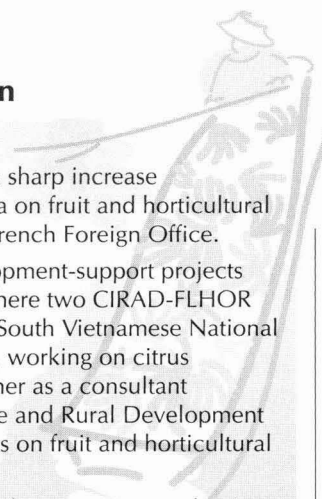 n
sharp increase
a on fruit and horticultural
rench Foreign Office.
opment-support projects
here two CIRAD-FLHOR
South Vietnamese National
working on citrus
ner as a consultant
e and Rural Development
s on fruit and horticultural